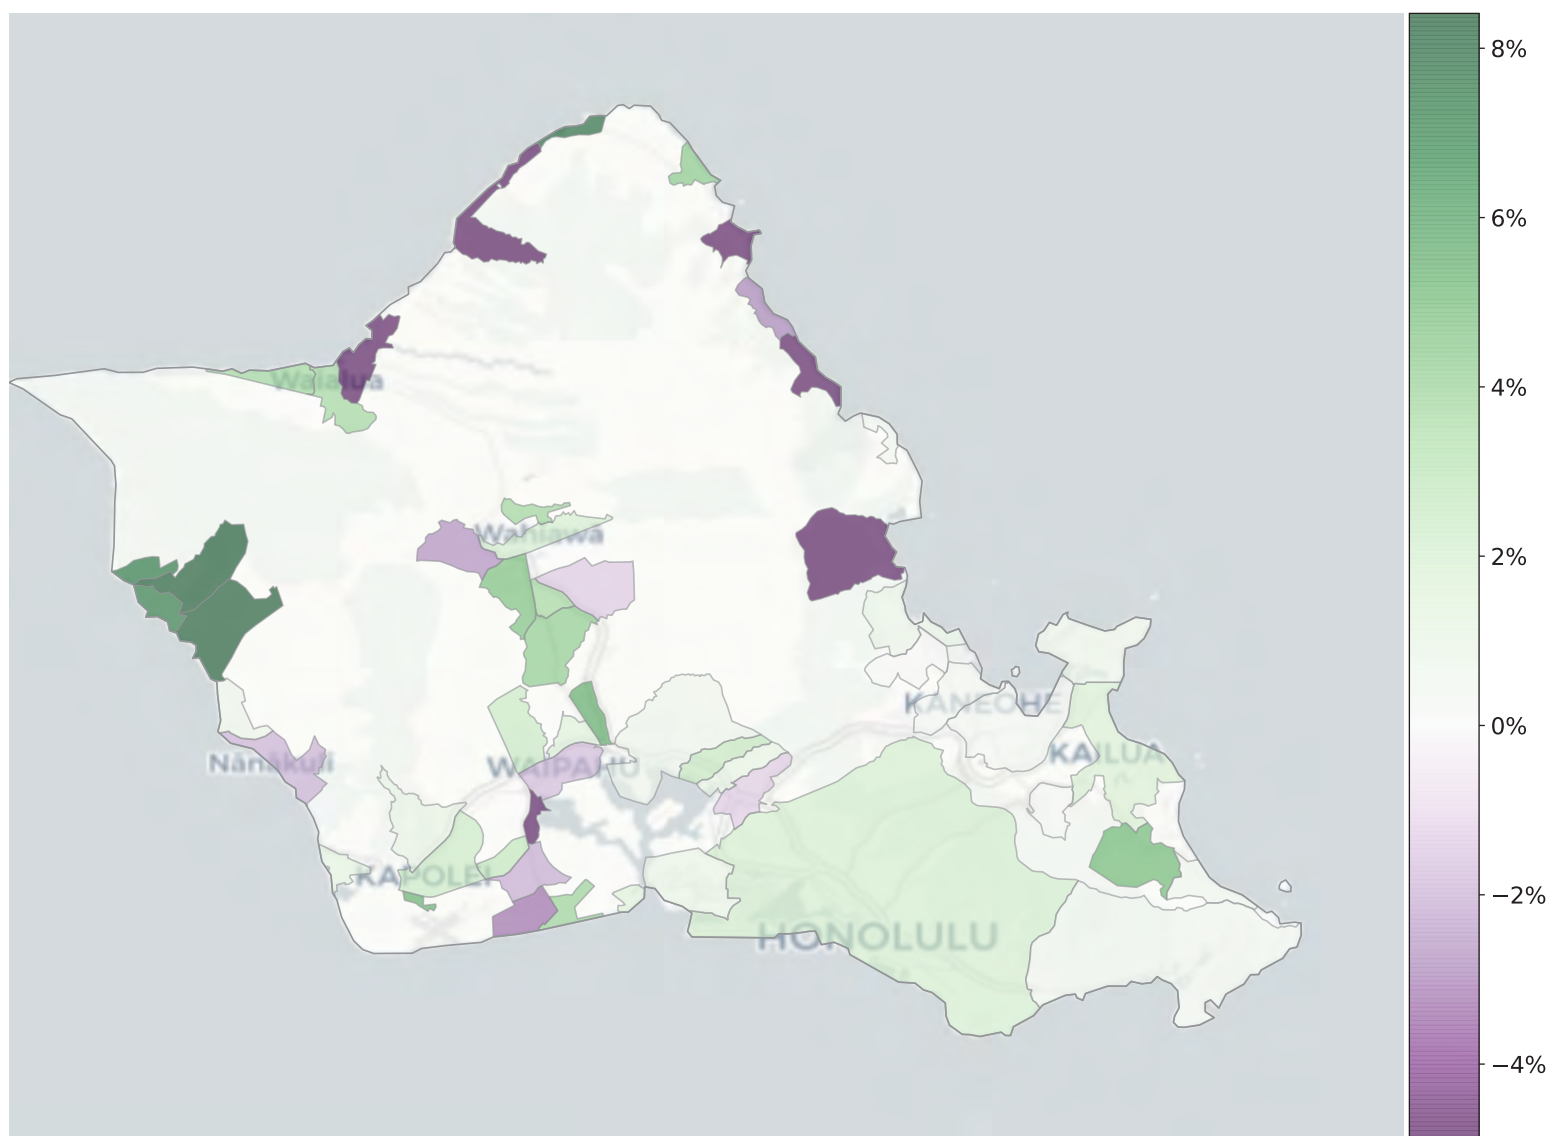 8%
6%
Waialua
4%
Wahiawa
2%
KANEOHE
0%
Nānākuli
WAIPAHU
KAILUA
KAPOLEI
−2%
HONOLULU
−4%